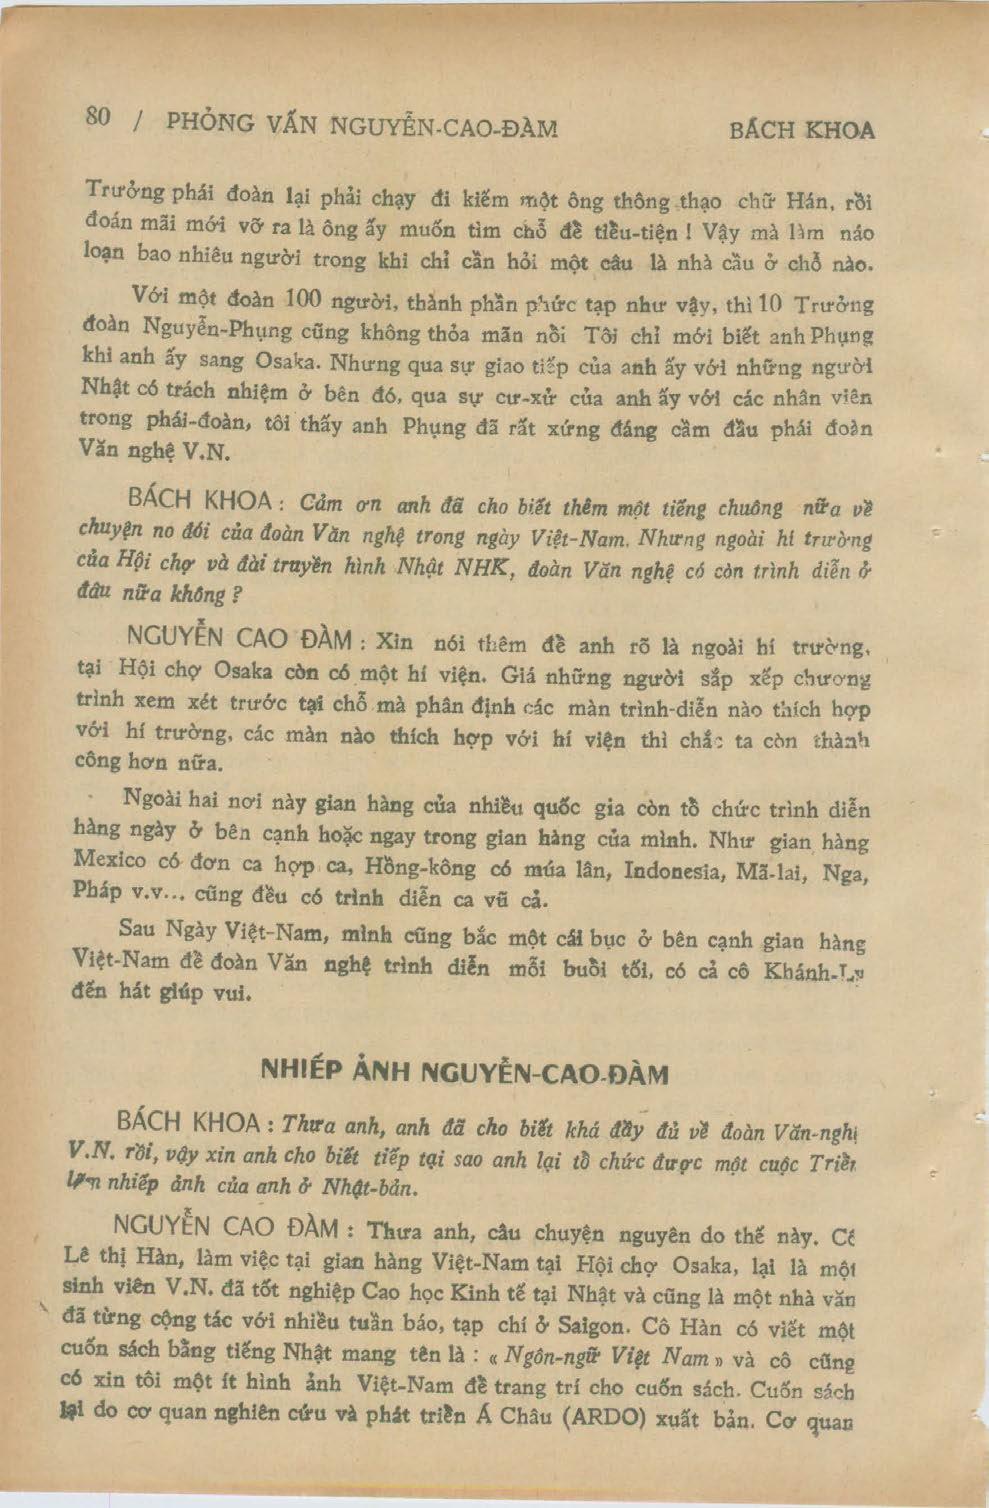 80 / PHỎNG VẤN NGUYỄN-CAO-ĐÀM BÁCH KHOA
Trưởng phái đoàn lại phải chạy đi kiếm một ông thông thạo chữ Hán, rồi
đoán mãi mới vỡ ra là ông ấy muốn tìm chỗ để tiểu-tiện ! Vậy mà làm náo
loạn bao nhiêu người trong khi chỉ cần hỏi một câu là nhà cầu ở chỗ nào.
Với một đoàn 100 người, thành phần phức tạp như vậy, thì 10 Trưởng
đoàn Nguyễn-Phụng cũng không thỏa mãn nổi Tôi chỉ mới biết anh Phụng
khi anh ấy sang Osaka. Nhưng qua sự giao tiếp của anh ấy với những người
Nhật có trách nhiệm ở bên đó, qua sự cư-xử của anh ấy với các nhân viên
trong phái-đoàn, tôi thấy anh Phụng đã rất xứng đáng cầm đầu phái đoàn
Văn nghệ V.N.
BÁCH KHOA : Cảm ơn anh đã cho biết thêm một tiếng chuông nữa về
chuyện no đói của đoàn Văn nghệ trong ngày Việt-Nam. Nhưng ngoài hí trường
của Hội chợ và đài truyền hình Nhật NHK, đoàn Văn nghệ có còn trình diễn ở
đâu nữa không ?
NGUYỄN CAO ĐÀM : Xin nói thêm để anh rõ là ngoài hí trường,
tại Hội chợ Osaka còn có một hí viện. Giá những người sắp xếp chương
trình xem xét trước tại chỗ mà phân định các màn trình-diễn nào thích hợp
với hí trường, các màn nào thích hợp với hí viện thì chắc ta còn thành
công hơn nữa.
Ngoài hai nơi này gian hàng của nhiều quốc gia còn tổ chức trình diễn
hàng ngày ở bên cạnh hoặc ngay trong gian hàng của mình. Như gian hàng
Mexico có đơn ca hợp ca, Hồng-kông có múa lân, Indonesia, Mã-lai, Nga,
Pháp v.v... cũng đều có trình diễn ca vũ cả.
Sau Ngày Việt-Nam, mình cũng bắc một cái bục ở bên cạnh gian hàng
Việt-Nam để đoàn Văn nghệ trình diễn mỗi buổi tối, có cả cô Khánh-Ly
đến hát giúp vui.
NHIẾP ẢNH NGUYỄN-CAO-ĐÀM
BÁCH KHOA : Thưa anh, anh đã cho biết khá đầy đủ về đoàn Văn-nghị
V.N. rồi, vậy xin anh cho biết tiếp tại sao anh lại tổ chức được một cuộc Triển
lãm nhiếp ảnh của anh ở Nhật-bản.
NGUYỄN CAO ĐÀM : Thưa anh, câu chuyện nguyên do thế này. Cô
Lê thị Hàn, làm việc tại gian hàng Việt-Nam tại Hội chợ Osaka, lại là một
sinh viên V.N. đã tốt nghiệp Cao học Kinh tế tại Nhật và cũng là một nhà văn
đã từng cộng tác với nhiều tuần báo, tạp chí ở Saigon. Cô Hàn có viết một
cuốn sách bằng tiếng Nhật mang tên là : « Ngôn-ngữ Việt Nam » và cô cũng
có xin tôi một ít hình ảnh Việt-Nam để trang trí cho cuốn sách. Cuốn sách
lại do cơ quan nghiên cứu và phát triển Á Châu (ARDO) xuất bản. Cơ quan